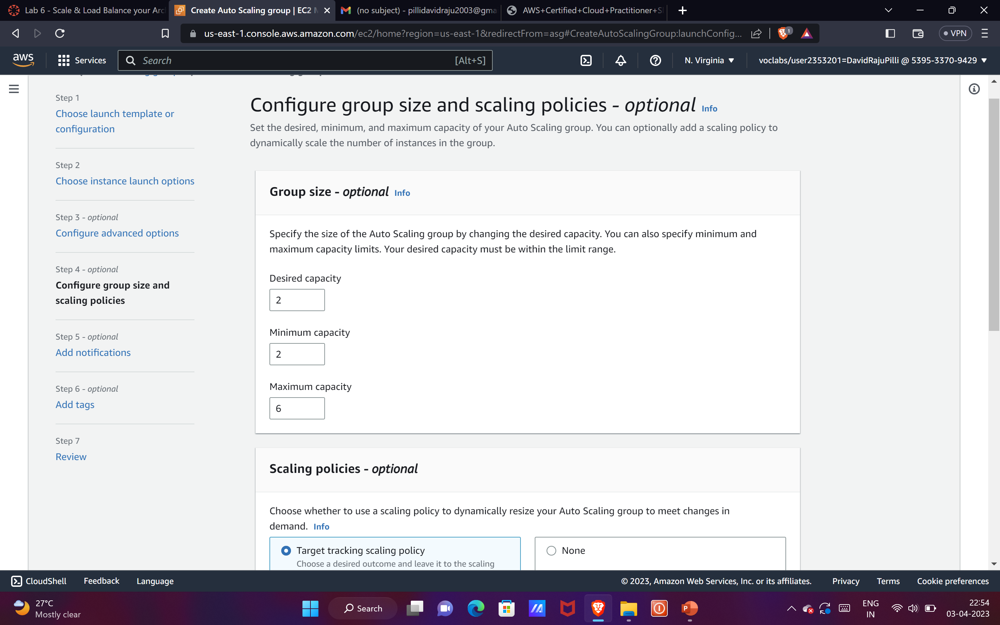 Lab 6 - Scale & Load Balance your Arc
Create Auto Scaling group | EC2 M
(no subject) - pillidavidraju2003@gma
AWS+Certified+Cloud+Practitioner+S
us-east-1.console.aws.amazon.com/ec2/home?region=us-east-1&redirectFrom=asg#CreateAutoScalingGroup:launchConfig...
1
VPN
aws
Services
Search
[Alt+S]
N. Virginia
voclabs/user2353201=DavidRajuPilli @ 5395-3370-9429
Step 1
Choose launch template or
configuration
Step 2
Choose instance launch options
Step 3 - optional
Configure advanced options
Step 4 - optional
Configure group size and
scaling policies
Step 5 - optional
Add notifications
Step 6 - optional
Add tags
Step 7
Review
Configure group size and scaling policies - optional Info
Set the desired, minimum, and maximum capacity of your Auto Scaling group. You can optionally add a scaling policy to
dynamically scale the number of instances in the group.
Group size - optional Info
Specify the size of the Auto Scaling group by changing the desired capacity. You can also specify minimum and
maximum capacity limits. Your desired capacity must be within the limit range.
Desired capacity
2
Minimum capacity
2
Maximum capacity
6
Scaling policies - optional
Choose whether to use a scaling policy to dynamically resize your Auto Scaling group to meet changes in
demand. Info
Target tracking scaling policy
Choose a desired outcome and leave it to the scaling
None
CloudShell
Feedback
Language
© 2023, Amazon Web Services, Inc. or its affiliates.
Privacy
Terms
Cookie preferences
27°C
Mostly clear
Search
ENG
IN
22:54
03-04-2023